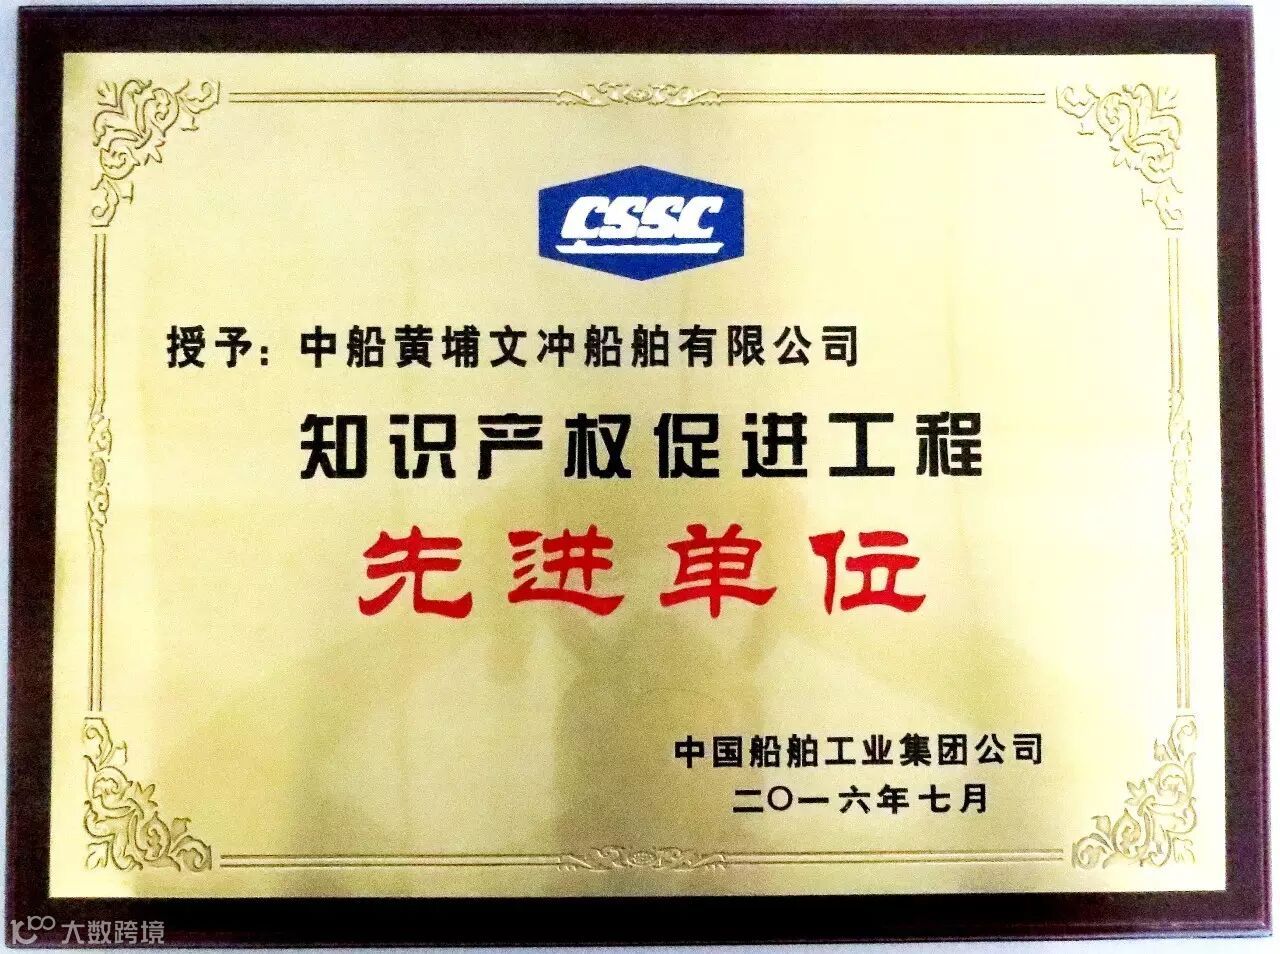 CSSC
授予：中船黄埔文冲船舶有限公司
知识产权促进工程
先进单位
中国船舶工业集团公司
二〇一六年七月
大数跨境